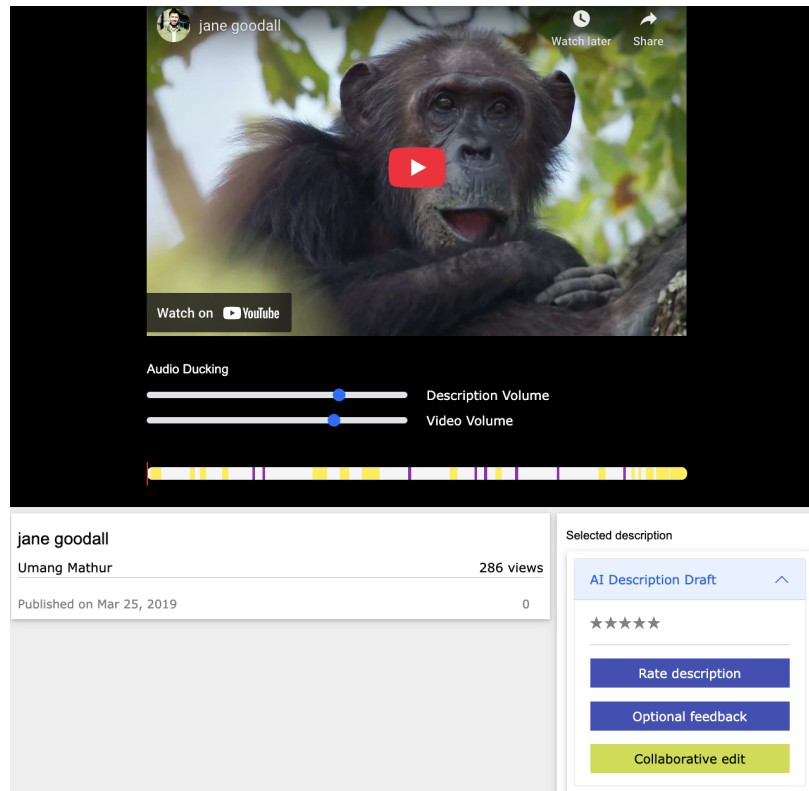 jane goodall
Watch later
Share
Watch on YouTube
Audio Ducking
Description Volume
Video Volume
jane goodall
Umang Mathur 286 views
Published on Mar 25, 2019 0
Selected description
AI Description Draft
Rate description
Optional feedback
Collaborative edit